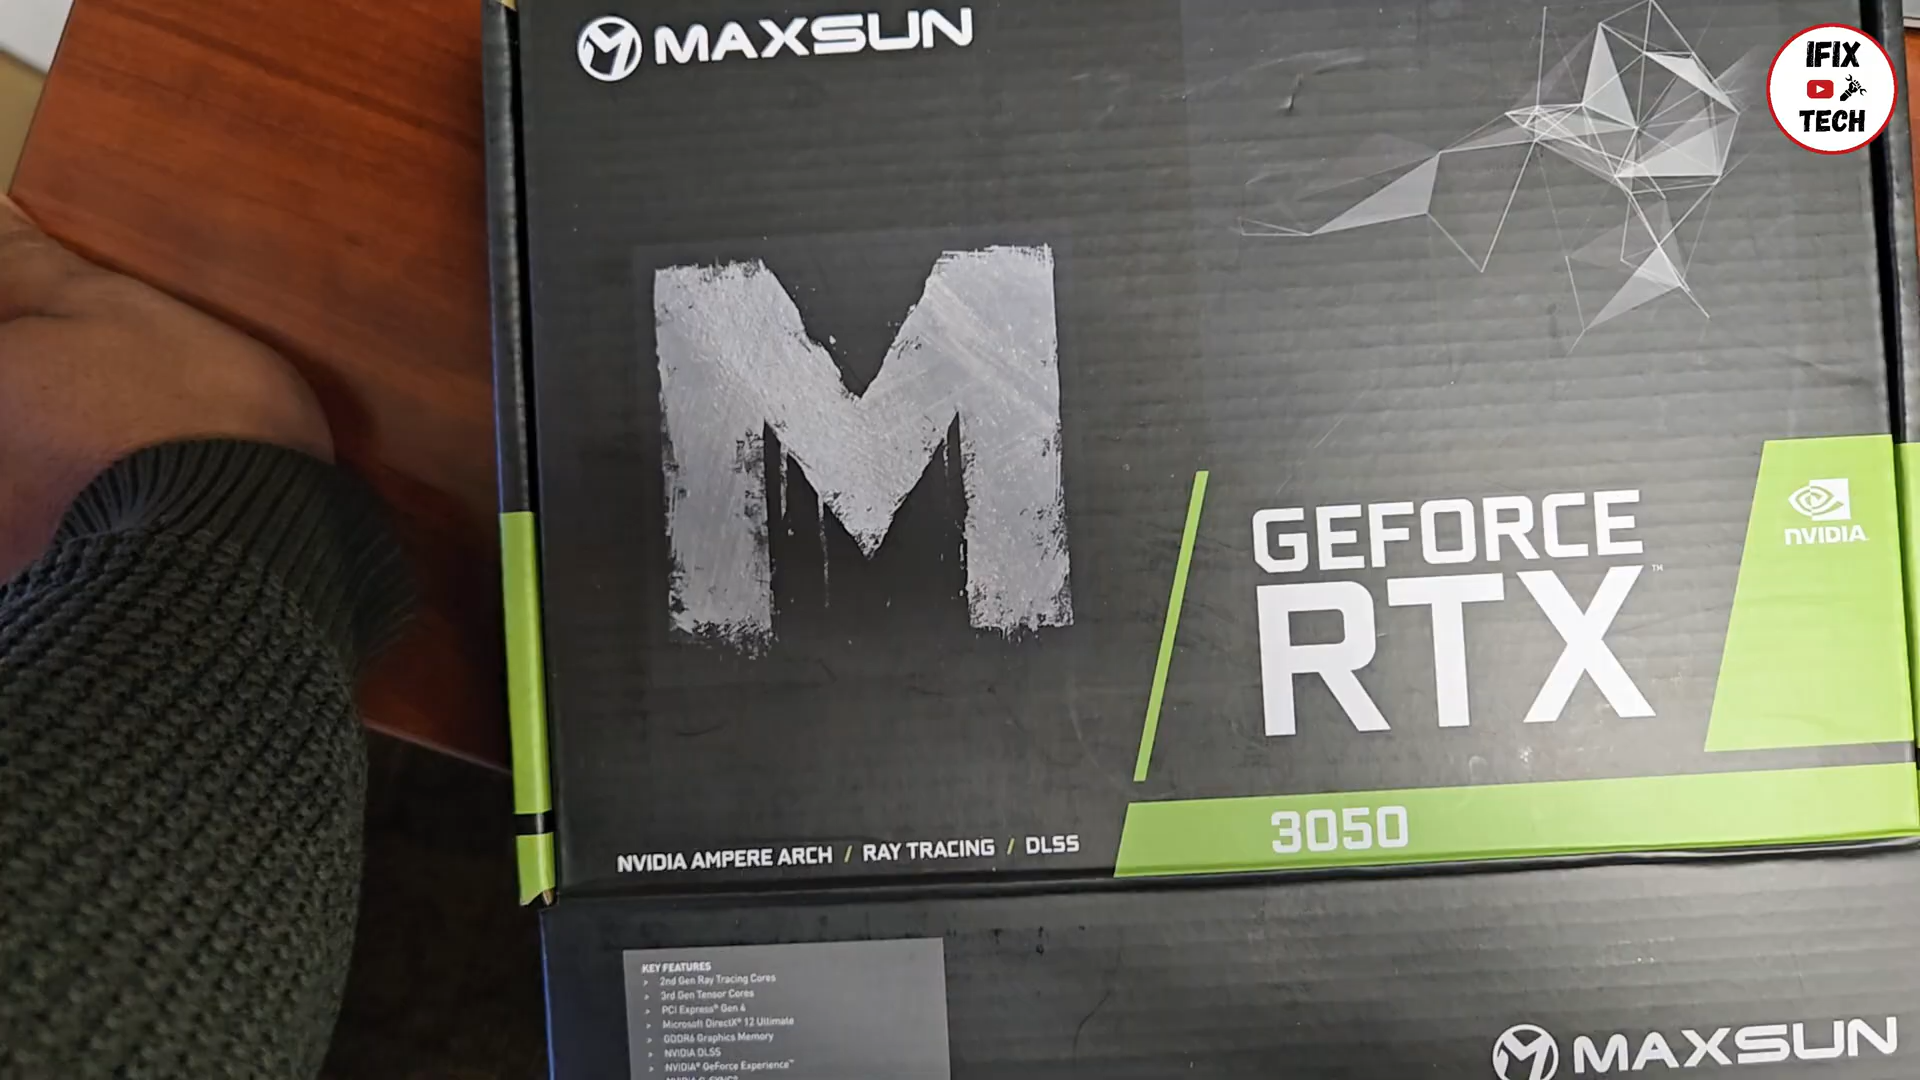 MAXSUN
IFIX
TECH
M
GEFORCE
RTX™
NVIDIA
3050
NVIDIA AMPERE ARCH / RAY TRACING / DLSS
KEY FEATURES
> 2nd Gen Ray Tracing Cores
> 3rd Gen Tensor Cores
> PCI Express® Gen 4
> Microsoft DirectX® 12 Ultimate
> GDDR6 Graphics Memory
> NVIDIA DLSS
> NVIDIA® GeForce Experience™
MAXSUN